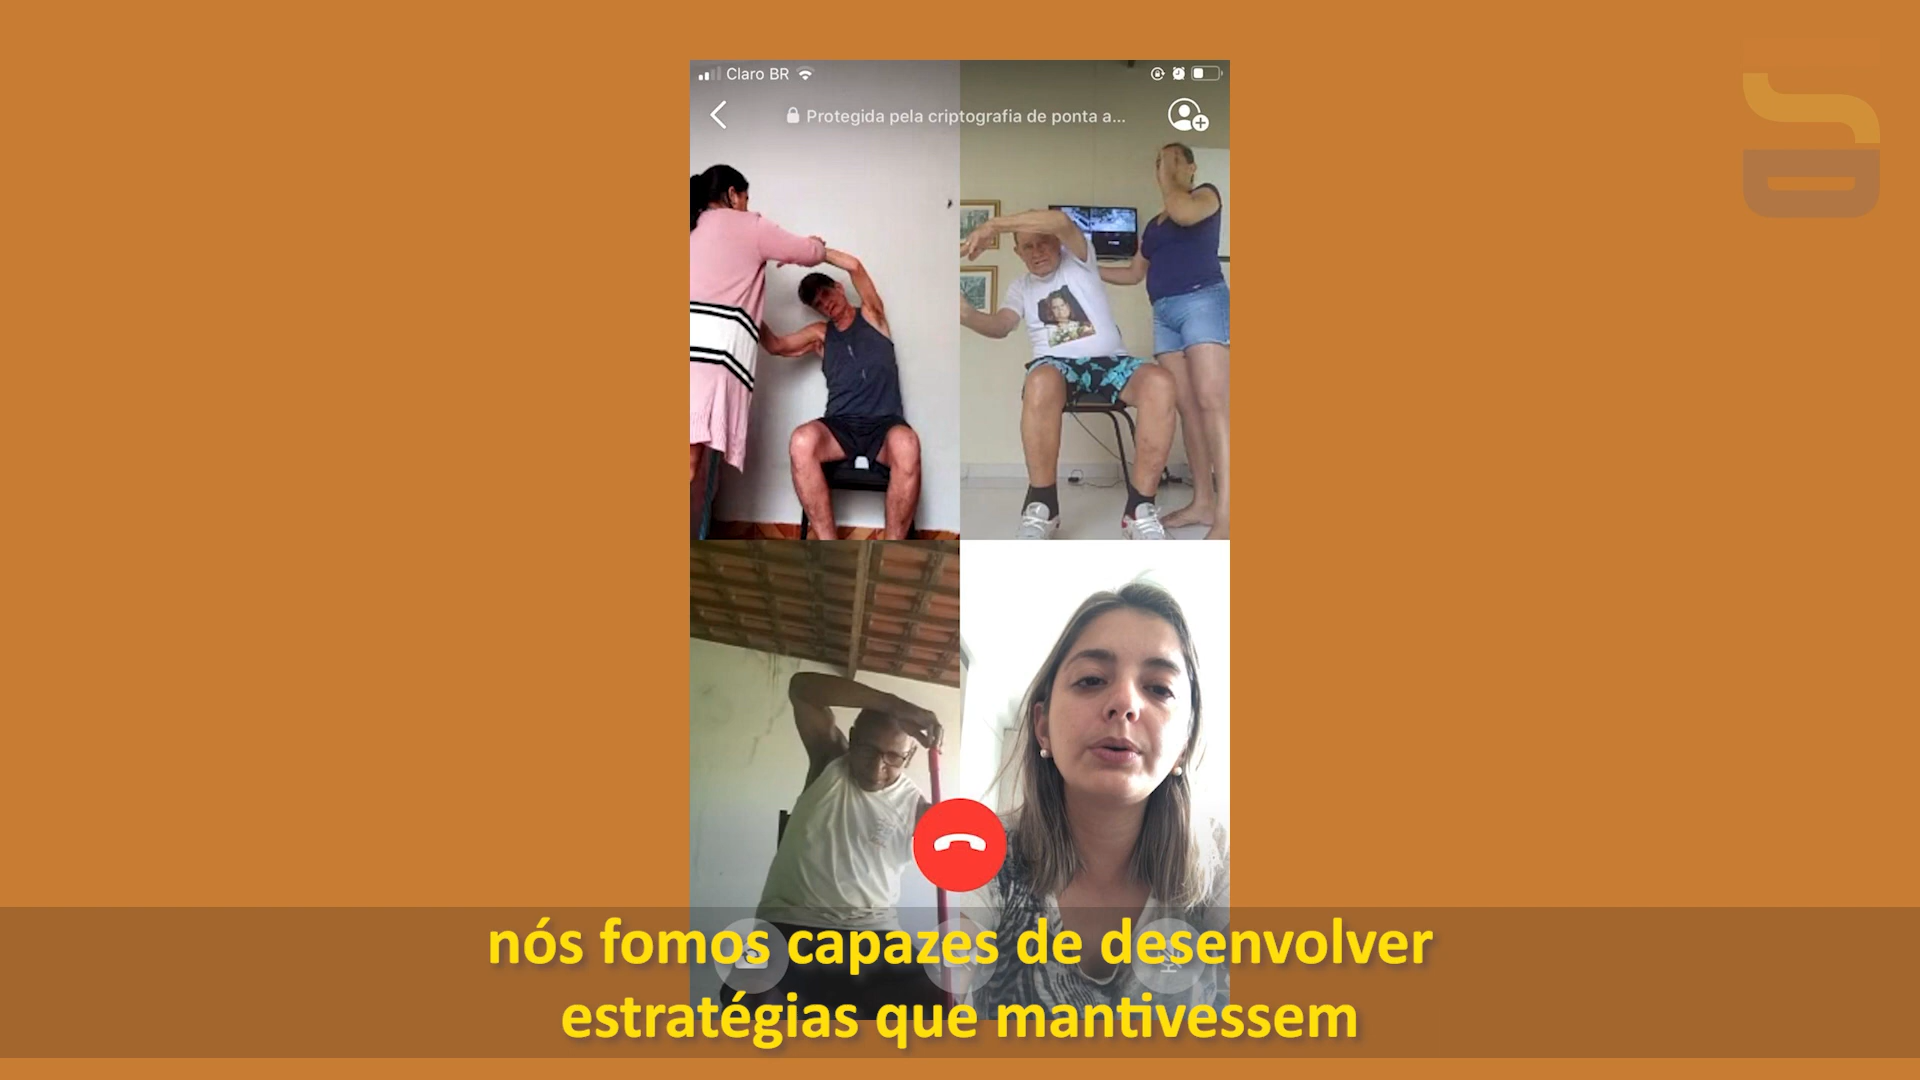 Claro BR
Protegida pela criptografia de ponta a...
nós fomos capazes de desenvolver
estratégias que mantivessem